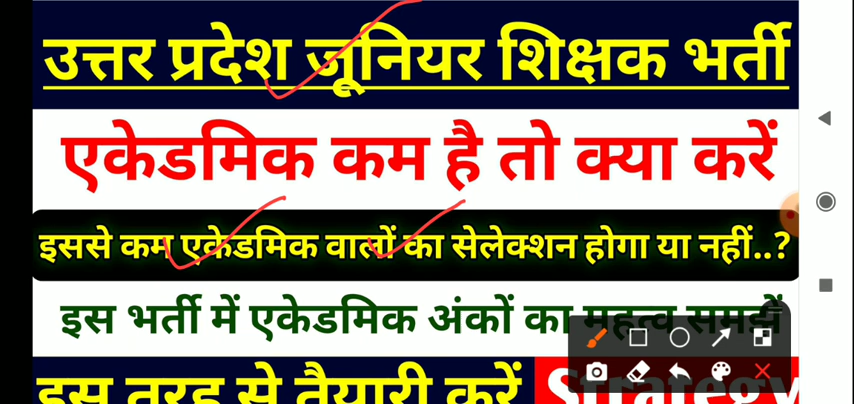 उत्तर प्रदेश जूनियर शिक्षक भर्ती
एकेडमिक कम है तो क्या करें
इससे कम एकेडमिक वालों का सेलेक्शन होगा या नहीं..?
इस भर्ती में एकेडमिक अंकों का महत्व समझें
इस तरह से तैयारी करें Strategy